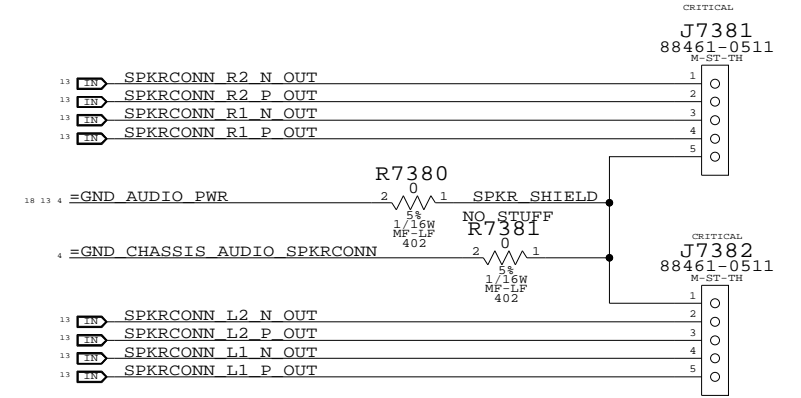 CRITICAL
J7381
88461-0511
M-ST-TH
13 IN SPKRCONN_R2_N_OUT 1
13 IN SPKRCONN_R2_P_OUT 2
13 IN SPKRCONN_R1_N_OUT 3
13 IN SPKRCONN_R1_P_OUT 4
5
R7380
18 13 4 =GND_AUDIO_PWR 2 0 1 SPKR_SHIELD
5%
1/16W
MF-LF
402
NO STUFF
R7381
4 =GND_CHASSIS_AUDIO_SPKRCONN 2 0 1
5%
1/16W
MF-LF
402
CRITICAL
J7382
88461-0511
M-ST-TH
1
13 IN SPKRCONN_L2_N_OUT 2
13 IN SPKRCONN_L2_P_OUT 3
13 IN SPKRCONN_L1_N_OUT 4
13 IN SPKRCONN_L1_P_OUT 5